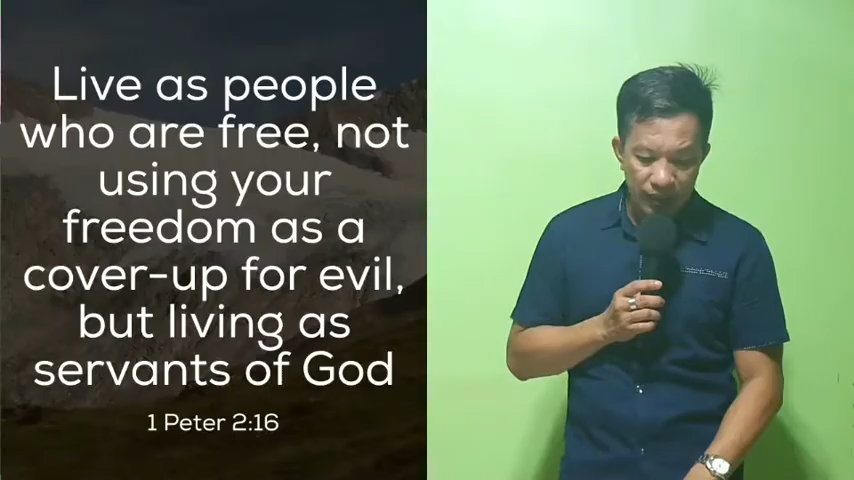 Live as people
who are free, not
using your
freedom as a
cover-up for evil,
but living as
servants of God
1 Peter 2:16